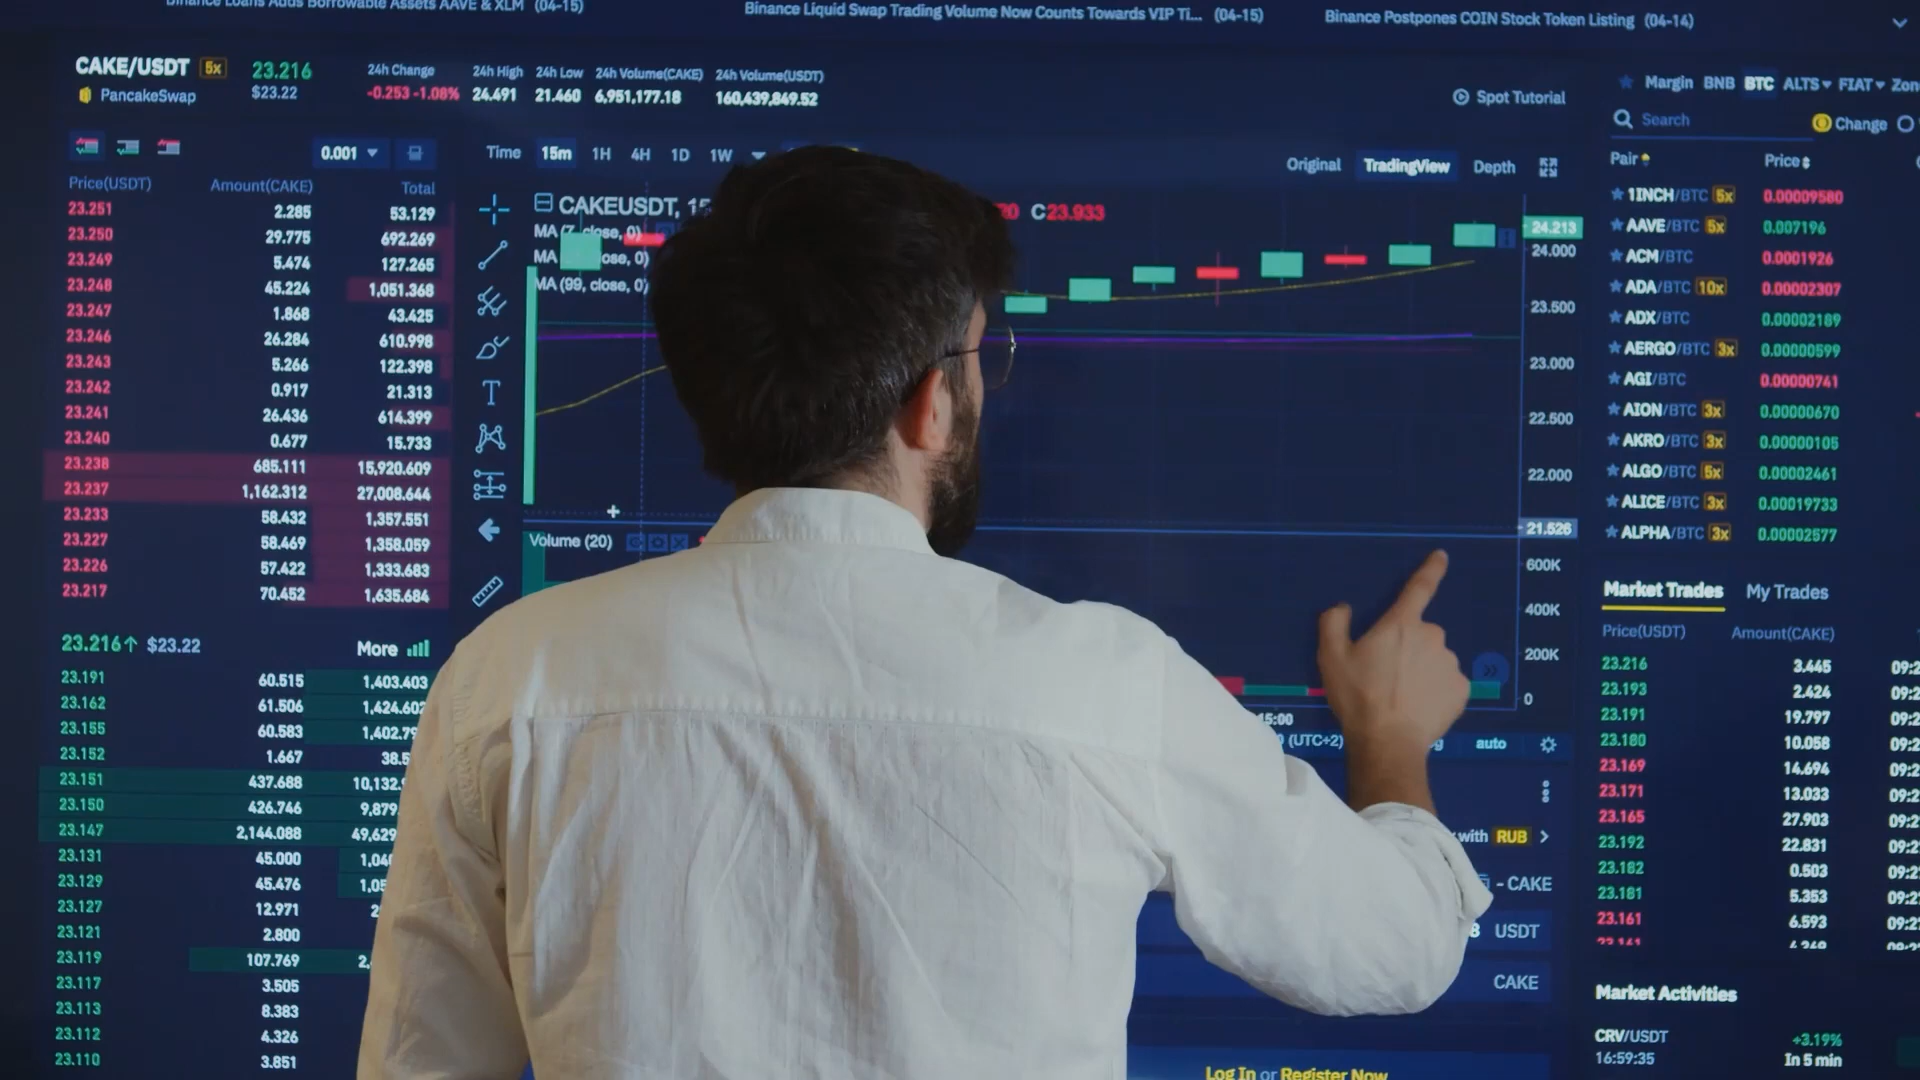 Binance Loans Adds Borrowable Assets AAVE & XLM (04-15)
Binance Liquid Swap Trading Volume Now Counts Towards VIP Ti... (04-15)
Binance Postpones COIN Stock Token Listing (04-14)
CAKE/USDT 5x 23.216
PancakeSwap $23.22
24h Change 24h High 24h Low 24h Volume(CAKE) 24h Volume(USDT)
-0.253 -1.08% 24.491 21.460 6,951,177.18 160,439,849.52
Spot Tutorial
0.001
Price(USDT) Amount(CAKE) Total
23.251 2.285 53.129
23.250 29.775 692.269
23.249 5.474 127.265
23.248 45.224 1,051.368
23.247 1.868 43.425
23.246 26.284 610.998
23.243 5.266 122.398
23.242 0.917 21.313
23.241 26.436 614.399
23.240 0.677 15.733
23.238 685.111 15,920.609
23.237 1,162.312 27,008.644
23.233 58.432 1,357.551
23.227 58.469 1,358.059
23.226 57.422 1,333.683
23.217 70.452 1,635.684
23.216↑ $23.22 More
23.191 60.515 1,403.403
23.162 61.506 1,424.602
23.155 60.583 1,402.79
23.152 1.667 38.5
23.151 437.688 10,132.
23.150 426.746 9,879.
23.147 2,144.088 49,629
23.131 45.000 1,04
23.129 45.476 1,05
23.127 12.971 2
23.121 2.800
23.119 107.769 2,
23.117 3.505
23.113 8.383
23.112 4.326
23.110 3.851
Time 15m 1H 4H 1D 1W
Original TradingView Depth
CAKEUSDT, 15
20 C23.933
MA (7, close, 0)
MA ose, 0)
MA (99, close, 0)
24.213
24.000
23.500
23.000
22.500
22.000
21.526
Volume (20)
600K
400K
200K
0
15:00
(UTC+2) auto
with RUB
- CAKE
USDT
CAKE
Log In or Register Now
Margin BNB BTC ALTS FIAT Zon
Search Change
Pair Price
1INCH/BTC 5x 0.00009580
AAVE/BTC 5x 0.007196
ACM/BTC 0.0001926
ADA/BTC 10x 0.00002307
ADX/BTC 0.00002189
AERGO/BTC 3x 0.00000599
AGI/BTC 0.00000741
AION/BTC 3x 0.00000670
AKRO/BTC 3x 0.00000105
ALGO/BTC 5x 0.00002461
ALICE/BTC 3x 0.00019733
ALPHA/BTC 3x 0.00002577
Market Trades My Trades
Price(USDT) Amount(CAKE)
23.216 3.445 09:2
23.193 2.424 09:2
23.191 19.797 09:2
23.180 10.058 09:2
23.169 14.694 09:2
23.171 13.033 09:2
23.165 27.903 09:2
23.192 22.831 09:2
23.182 0.503 09:2
23.181 5.353 09:2
23.161 6.593 09:2
Market Activities
CRV/USDT +3.19%
16:59:35 In 5 min